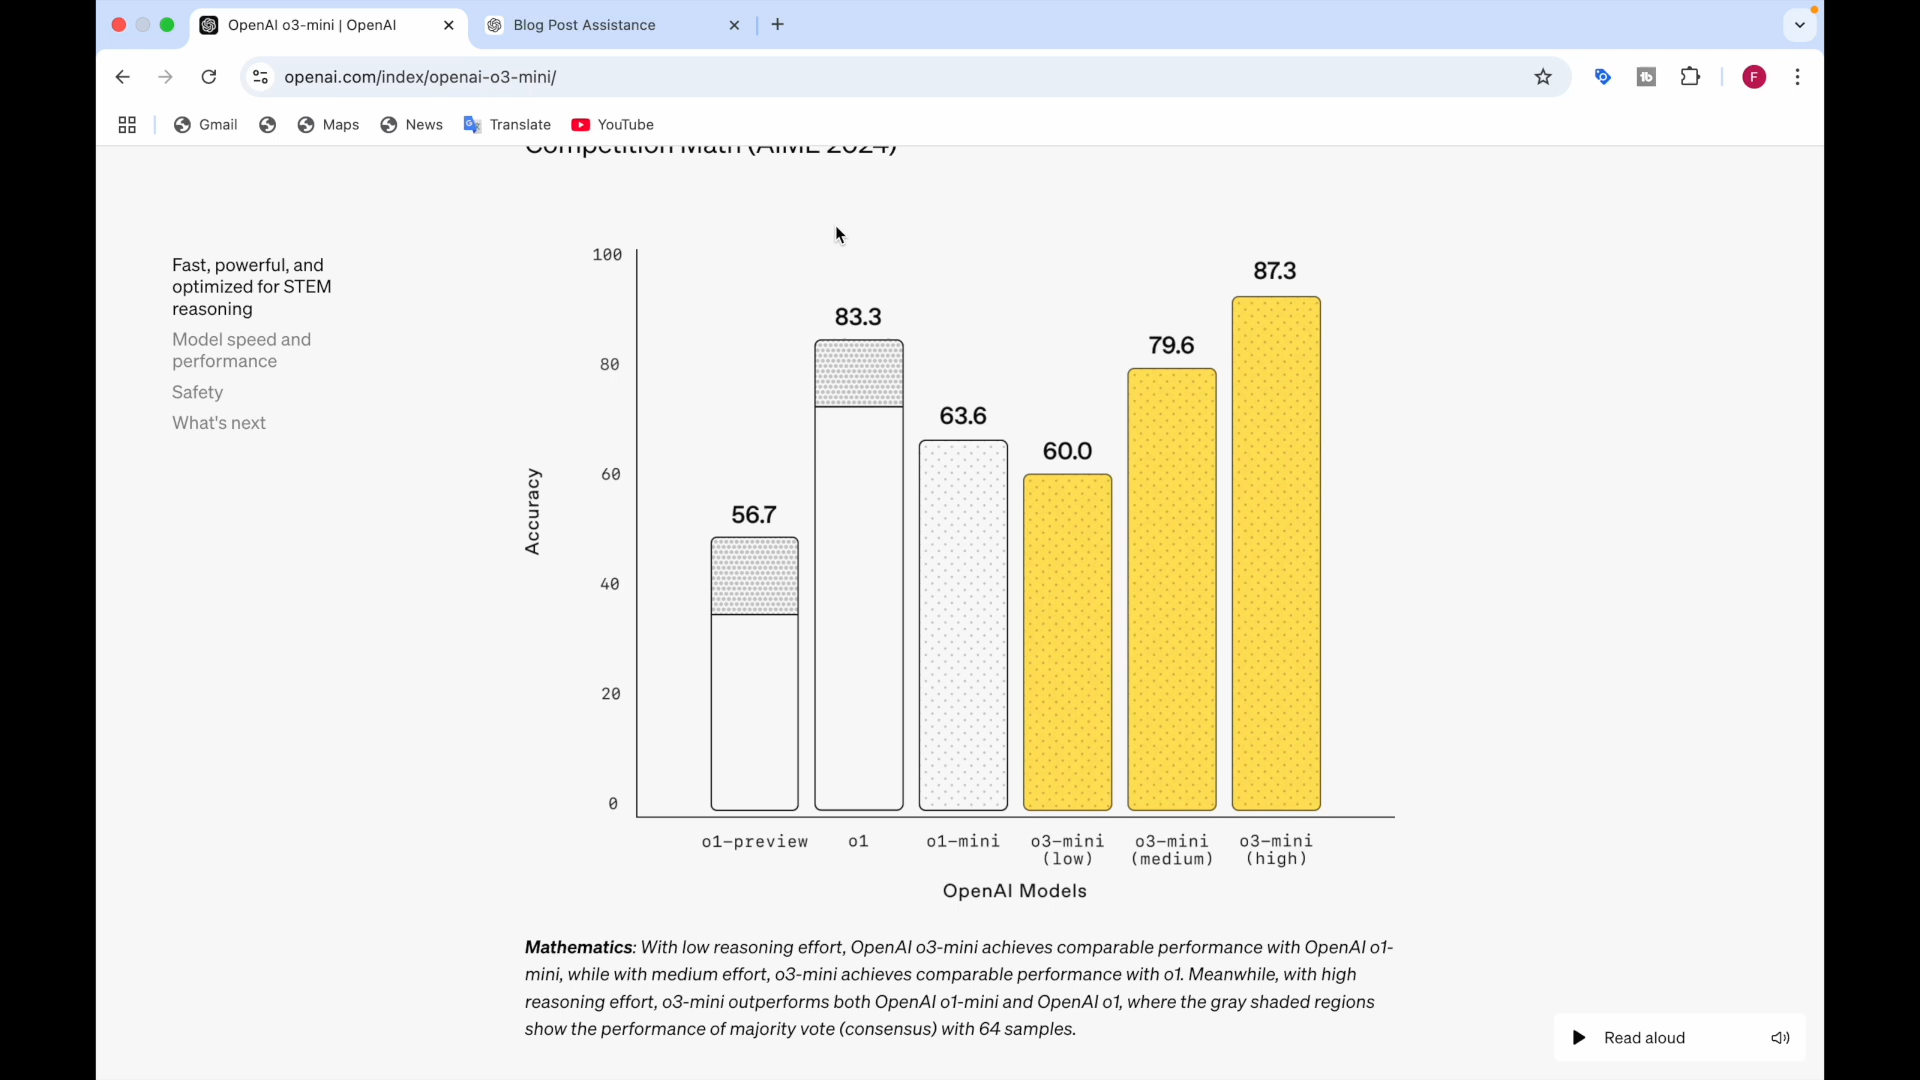 OpenAI o3-mini | OpenAI
Blog Post Assistance
openai.com/index/openai-o3-mini/
F
Gmail
Maps
News
Translate
YouTube
Competition Math (AIME 2024)
Fast, powerful, and
optimized for STEM
reasoning
Model speed and
performance
Safety
What's next
Accuracy
100
80
60
40
20
0
56.7
83.3
63.6
60.0
79.6
87.3
o1-preview
o1
o1-mini
o3-mini
(low)
o3-mini
(medium)
o3-mini
(high)
OpenAI Models
Mathematics: With low reasoning effort, OpenAI o3-mini achieves comparable performance with OpenAI o1-
mini, while with medium effort, o3-mini achieves comparable performance with o1. Meanwhile, with high
reasoning effort, o3-mini outperforms both OpenAI o1-mini and OpenAI o1, where the gray shaded regions
show the performance of majority vote (consensus) with 64 samples.
Read aloud